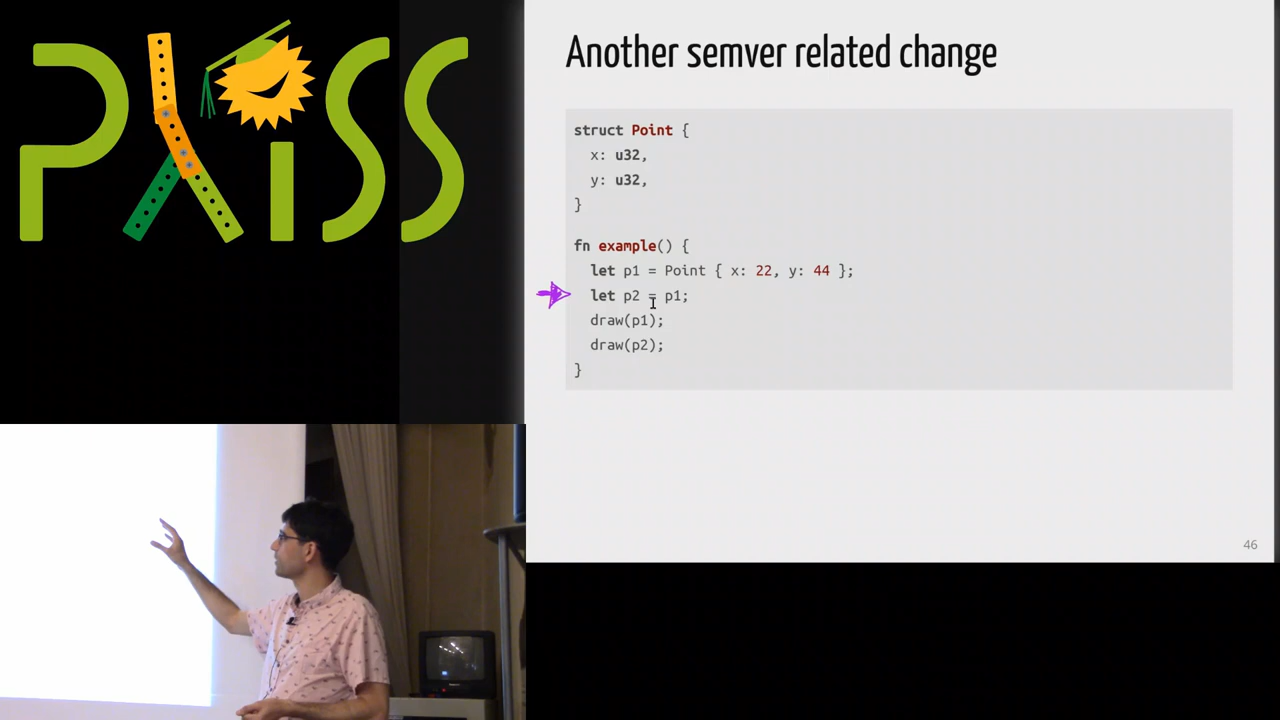 PLISS
Another semver related change
struct Point {
x: u32,
y: u32,
}
fn example() {
let p1 = Point { x: 22, y: 44 };
let p2 = p1;
draw(p1);
draw(p2);
}
46